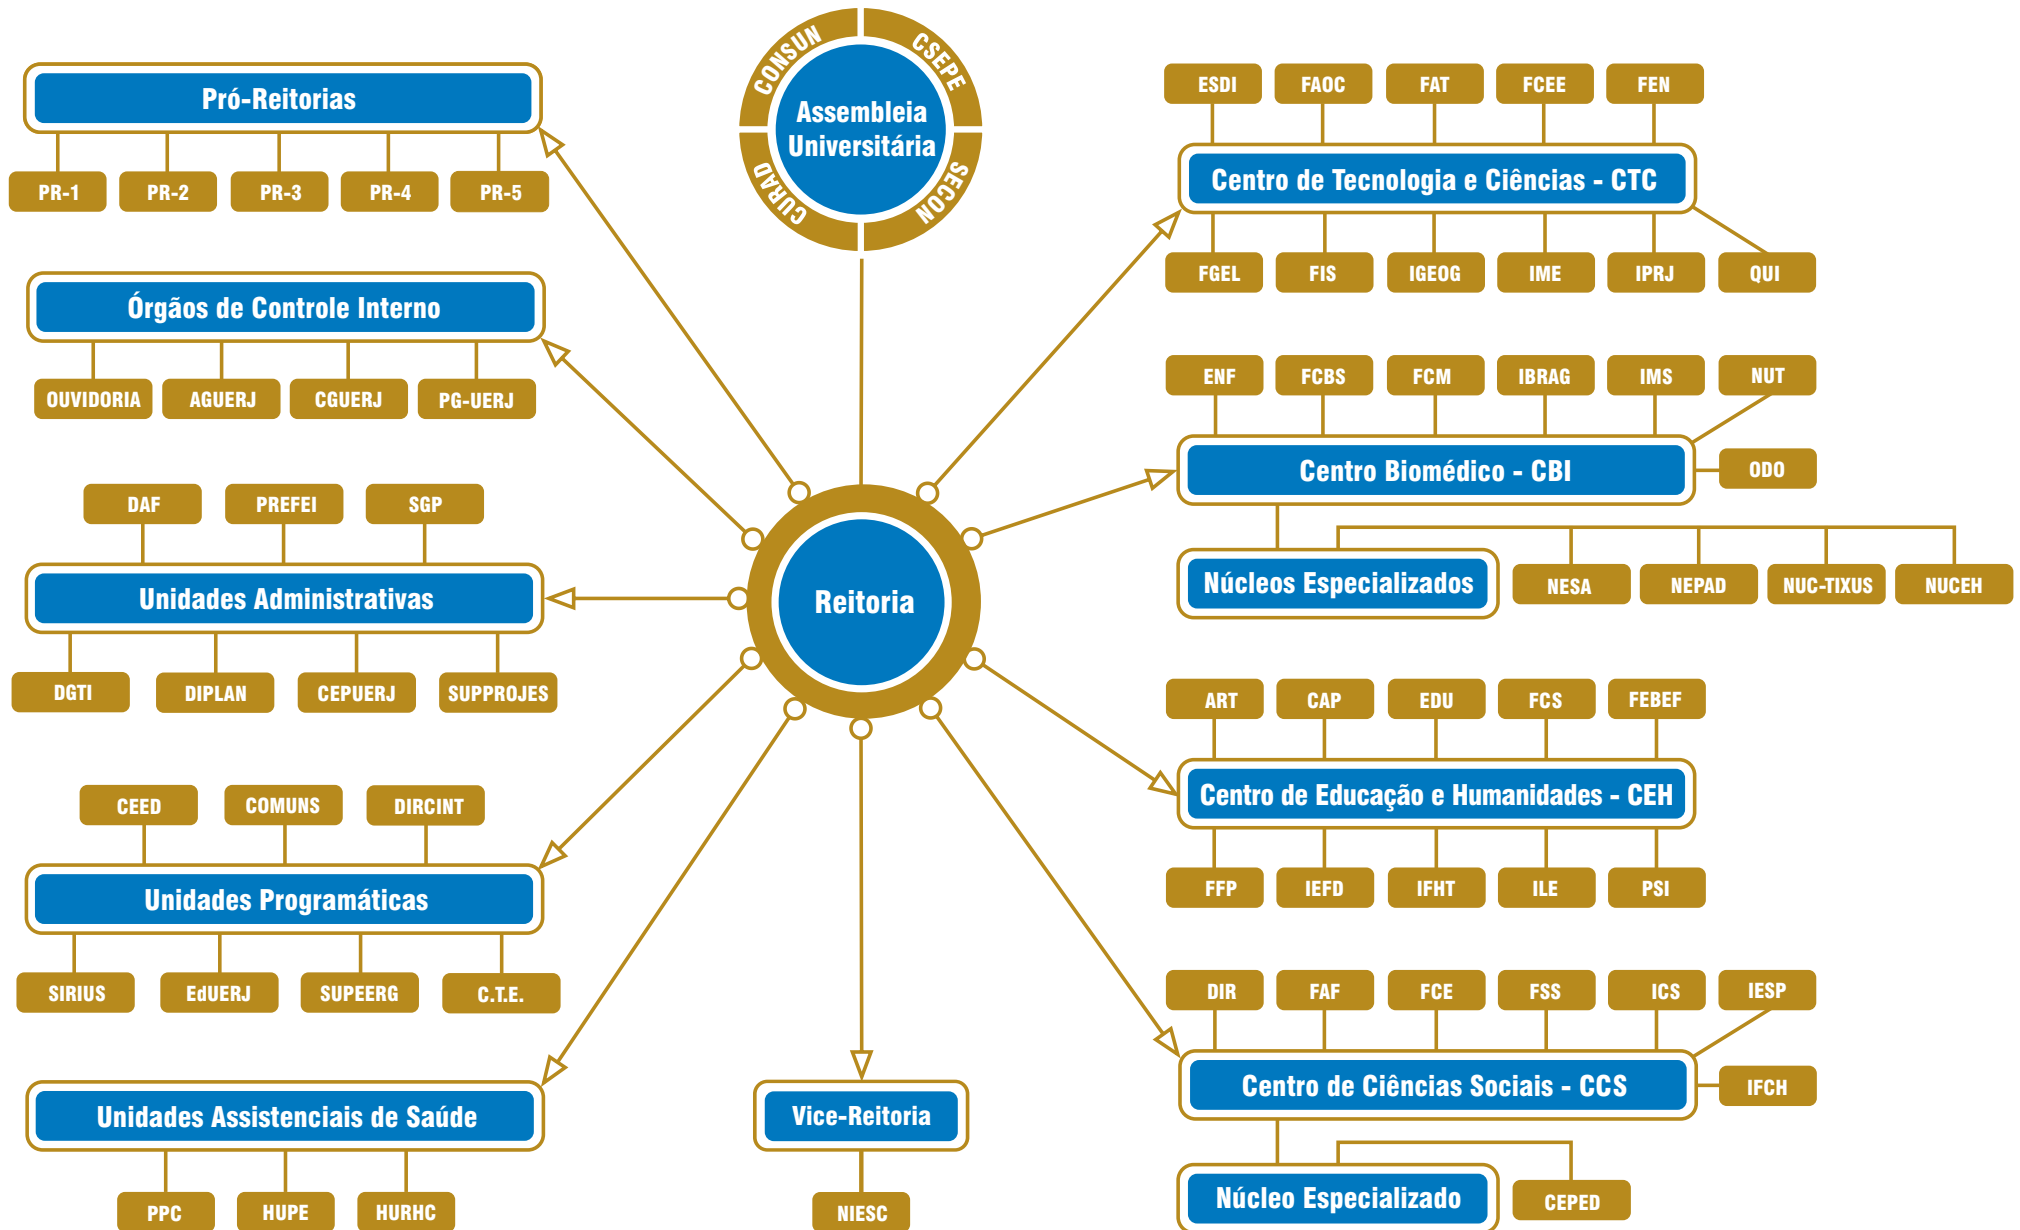 CONSUN
CSEPE
CURAD
SECON
Assembleia
Universitária
Pró-Reitorias
PR-1
PR-2
PR-3
PR-4
PR-5
Órgãos de Controle Interno
OUVIDORIA
AGUERJ
CGUERJ
PG-UERJ
DAF
PREFEI
SGP
Unidades Administrativas
DGTI
DIPLAN
CEPUERJ
SUPPROJES
CEED
COMUNS
DIRCINT
Unidades Programáticas
SIRIUS
EdUERJ
SUPEERG
C.T.E.
Unidades Assistenciais de Saúde
PPC
HUPE
HURHC
Reitoria
Vice-Reitoria
NIESC
ESDI
FAOC
FAT
FCEE
FEN
Centro de Tecnologia e Ciências - CTC
FGEL
FIS
IGEOG
IME
IPRJ
QUI
ENF
FCBS
FCM
IBRAG
IMS
NUT
Centro Biomédico - CBI
ODO
Núcleos Especializados
NESA
NEPAD
NUC-TIXUS
NUCEH
ART
CAP
EDU
FCS
FEBEF
Centro de Educação e Humanidades - CEH
FFP
IEFD
IFHT
ILE
PSI
DIR
FAF
FCE
FSS
ICS
IESP
Centro de Ciências Sociais - CCS
IFCH
Núcleo Especializado
CEPED